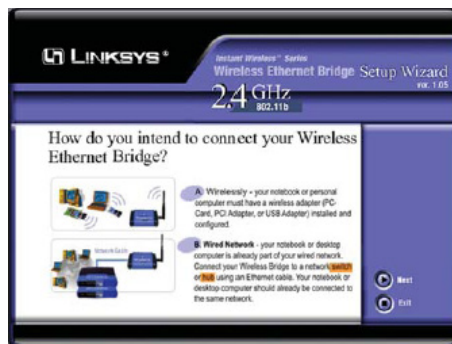 LINKSYS®
Instant Wireless™ Series
Wireless Ethernet Bridge Setup Wizard
ver. 1.05
2.4 GHz
802.11b
How do you intend to connect your Wireless
Ethernet Bridge?
A. Wirelessly - your notebook or personal
computer must have a wireless adapter (PC-
Card, PCI Adapter, or USB Adapter) installed and
configured.
Network Cable
B. Wired Network - your notebook or desktop
computer is already part of your wired network.
Connect your Wireless Bridge to a network switch
or hub using an Ethernet cable. Your notebook or
desktop computer should already be connected to
the same network.
Next
Exit